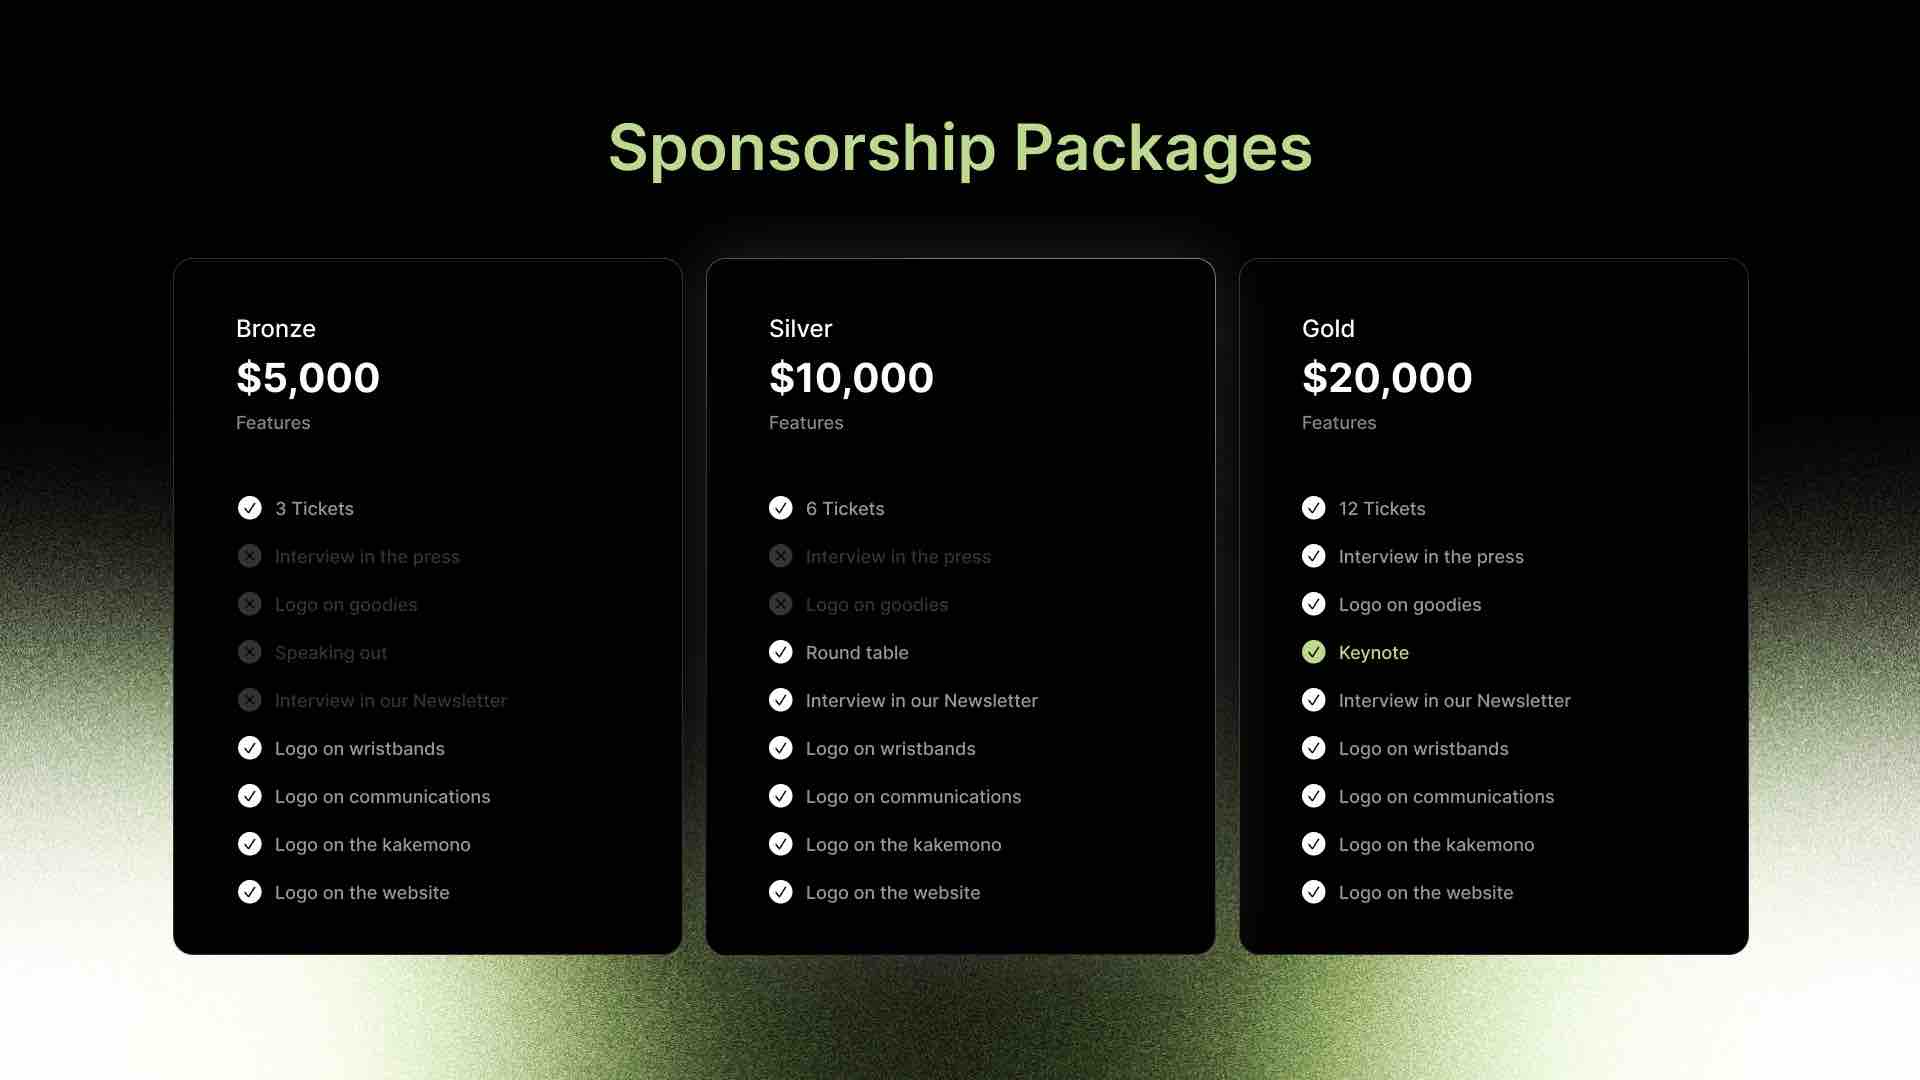 Sponsorship Packages
Bronze
$5,000
Features
3 Tickets
Interview in the press
Logo on goodies
Speaking out
Interview in our Newsletter
Logo on wristbands
Logo on communications
Logo on the kakemono
Logo on the website
Silver
$10,000
Features
6 Tickets
Interview in the press
Logo on goodies
Round table
Interview in our Newsletter
Logo on wristbands
Logo on communications
Logo on the kakemono
Logo on the website
Gold
$20,000
Features
12 Tickets
Interview in the press
Logo on goodies
Keynote
Interview in our Newsletter
Logo on wristbands
Logo on communications
Logo on the kakemono
Logo on the website